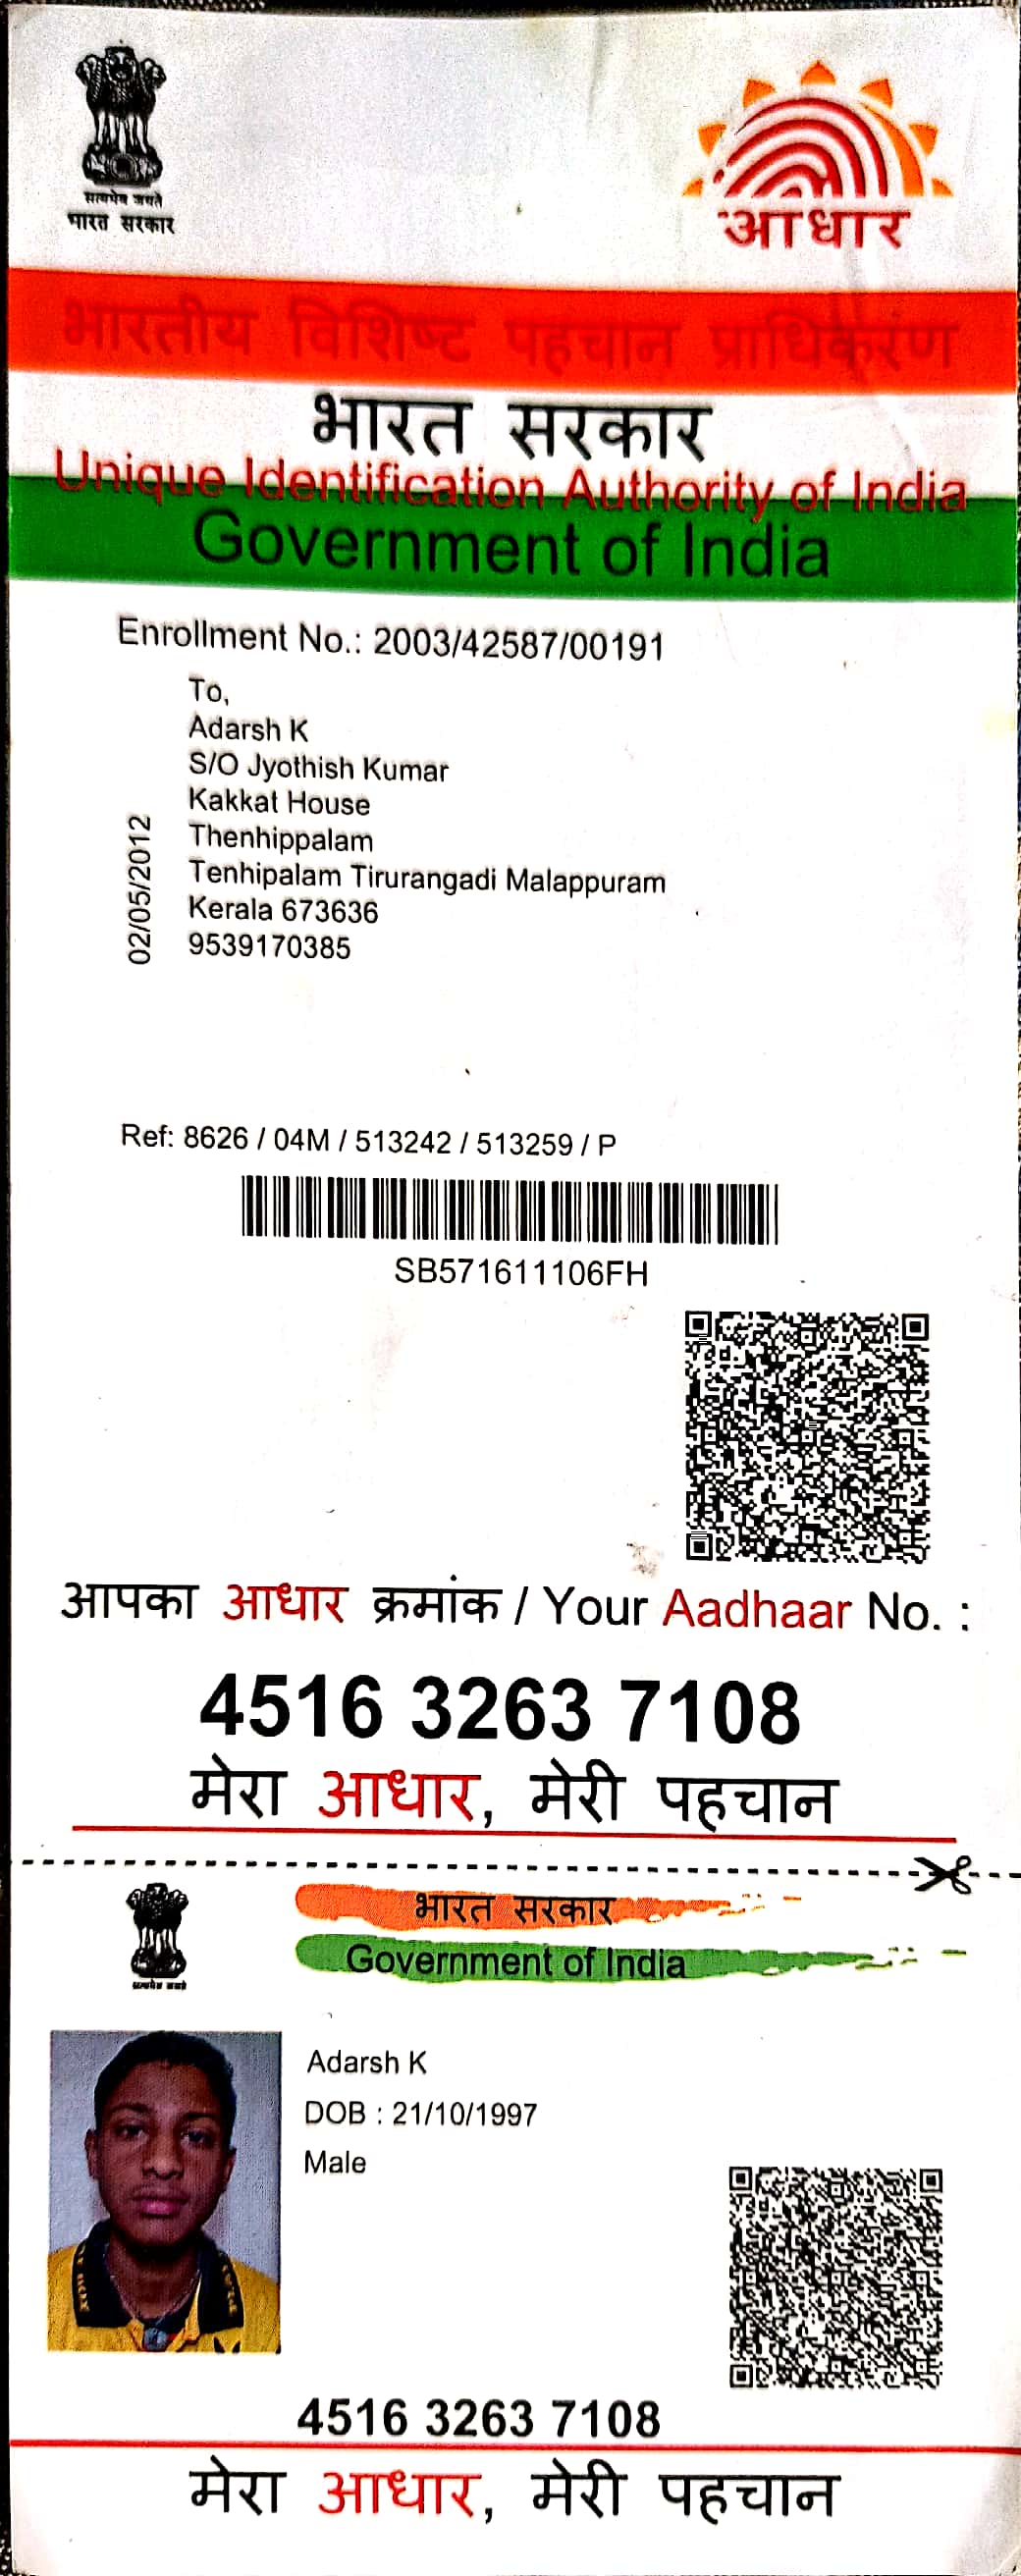 सत्यमेव जयते
भारत सरकार
आधार
भारतीय विशिष्ट पहचान प्राधिकरण
भारत सरकार
Unique Identification Authority of India
Government of India
Enrollment No.: 2003/42587/00191
To,
Adarsh K
S/O Jyothish Kumar
Kakkat House
Thenhippalam
Tenhipalam Tirurangadi Malappuram
Kerala 673636
9539170385
02/05/2012
Ref: 8626 / 04M / 513242 / 513259 / P
SB571611106FH
आपका आधार क्रमांक / Your Aadhaar No. :
4516 3263 7108
मेरा आधार, मेरी पहचान
भारत सरकार
Government of India
सत्यमेव जयते
Adarsh K
DOB : 21/10/1997
Male
4516 3263 7108
मेरा आधार, मेरी पहचान